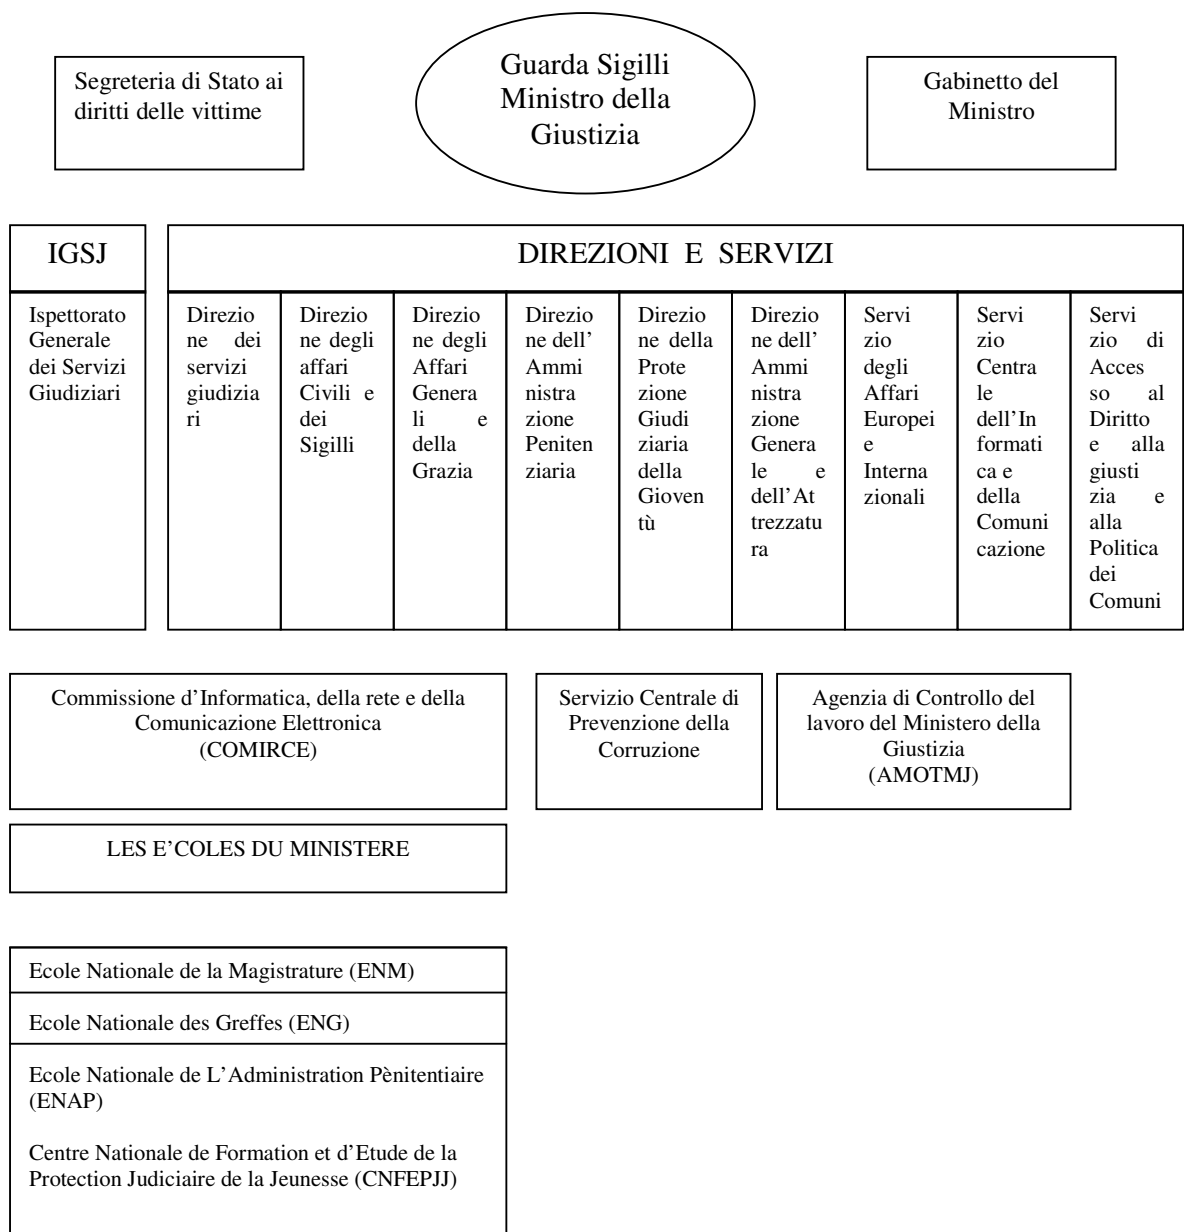 Segreteria di Stato ai
diritti delle vittime
Guarda Sigilli
Ministro della
Giustizia
Gabinetto del
Ministro
IGSJ
DIREZIONI E SERVIZI
Ispettorato
Generale
dei Servizi
Giudiziari
Direzio
ne dei
servizi
giudizia
ri
Direzio
ne degli
affari
Civili e
dei
Sigilli
Direzio
ne degli
Affari
Genera
li e
della
Grazia
Direzio
ne dell'
Ammi
nistra
zione
Peniten
ziaria
Direzio
ne della
Prote
zione
Giudi
ziaria
della
Gioven
tù
Direzio
ne dell'
Ammi
nistra
zione
Genera
le e
dell'At
trezzatu
ra
Servi
zio
degli
Affari
Europei
e
Interna
zionali
Servi
zio
Centra
le
dell'In
formati
ca e
della
Comuni
cazione
Servi
zio di
Acces
so al
Diritto
e alla
giusti
zia e
alla
Politica
dei
Comuni
Commissione d'Informatica, della rete e della
Comunicazione Elettronica
(COMIRCE)
Servizio Centrale di
Prevenzione della
Corruzione
Agenzia di Controllo del
lavoro del Ministero della
Giustizia
(AMOTMJ)
LES E'COLES DU MINISTERE
Ecole Nationale de la Magistrature (ENM)
Ecole Nationale des Greffes (ENG)
Ecole Nationale de L'Administration Pènitentiaire
(ENAP)
Centre Nationale de Formation et d'Etude de la
Protection Judiciaire de la Jeunesse (CNFEPJJ)